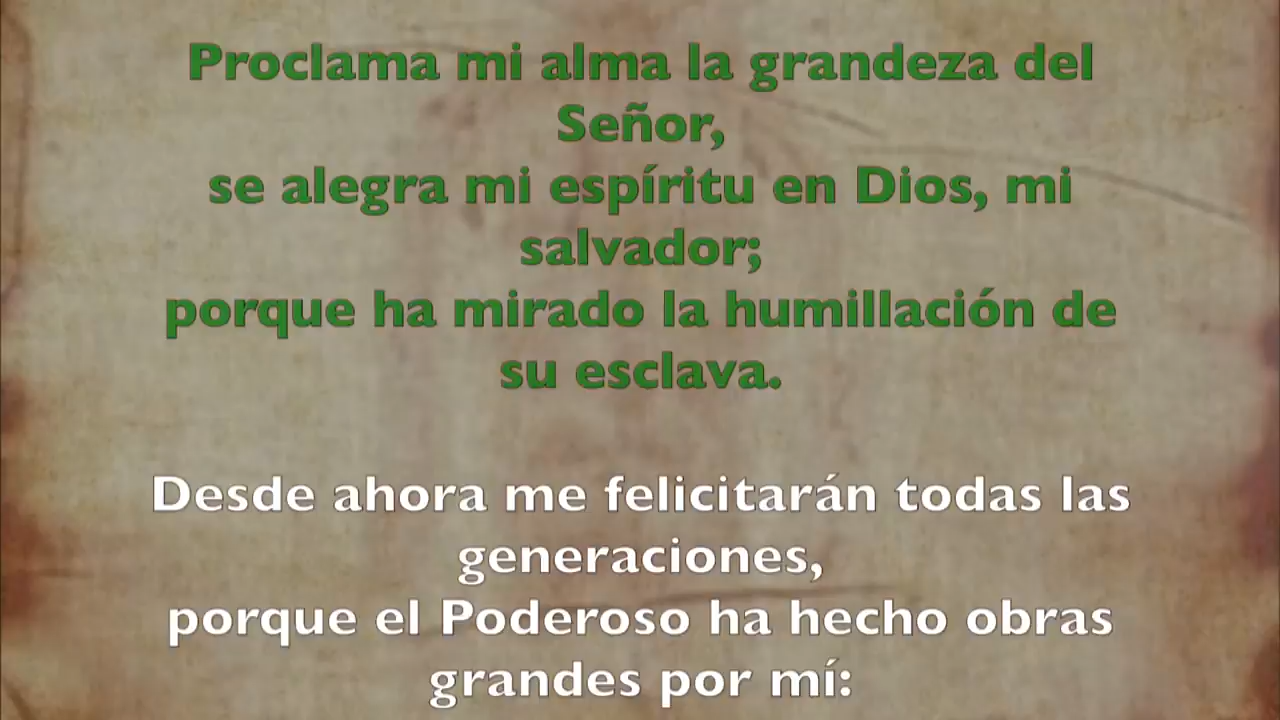 Proclama mi alma la grandeza del
Señor,
se alegra mi espíritu en Dios, mi
salvador;
porque ha mirado la humillación de
su esclava.
Desde ahora me felicitarán todas las
generaciones,
porque el Poderoso ha hecho obras
grandes por mí: